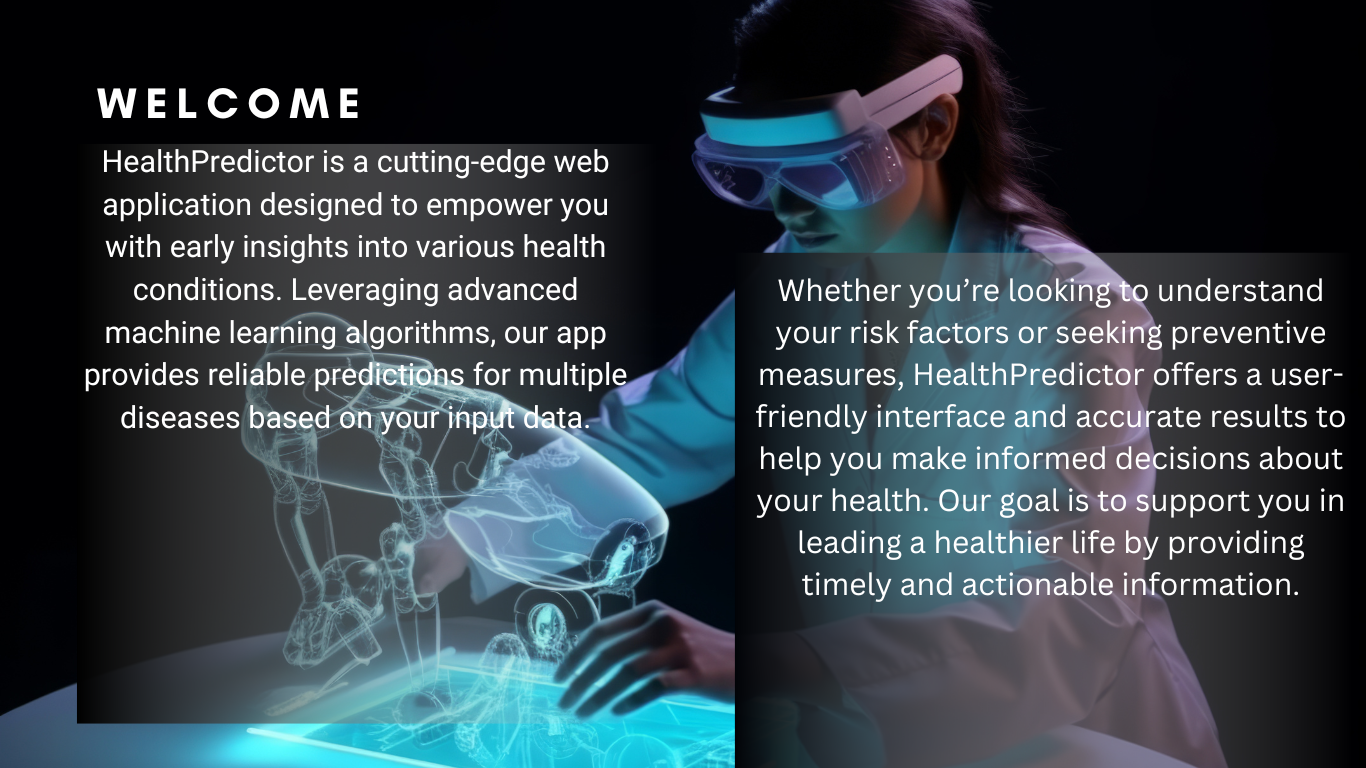 WELCOME
HealthPredictor is a cutting-edge web
application designed to empower you
with early insights into various health
conditions. Leveraging advanced
machine learning algorithms, our app
provides reliable predictions for multiple
diseases based on your input data.
Whether you’re looking to understand
your risk factors or seeking preventive
measures, HealthPredictor offers a user-
friendly interface and accurate results to
help you make informed decisions about
your health. Our goal is to support you in
leading a healthier life by providing
timely and actionable information.